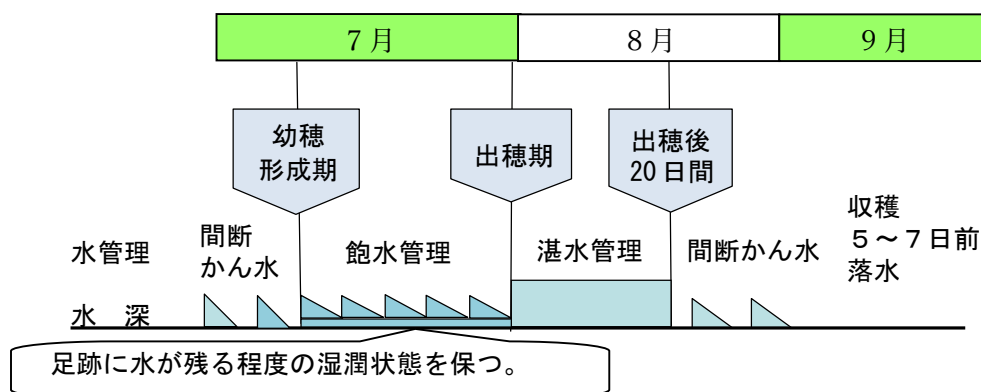 ７月
８月
９月
幼穂
形成期
出穂期
出穂後
20日間
水管理
間断
かん水
飽水管理
湛水管理
間断かん水
収穫
５～７日前
落水
水　深
足跡に水が残る程度の湿潤状態を保つ。